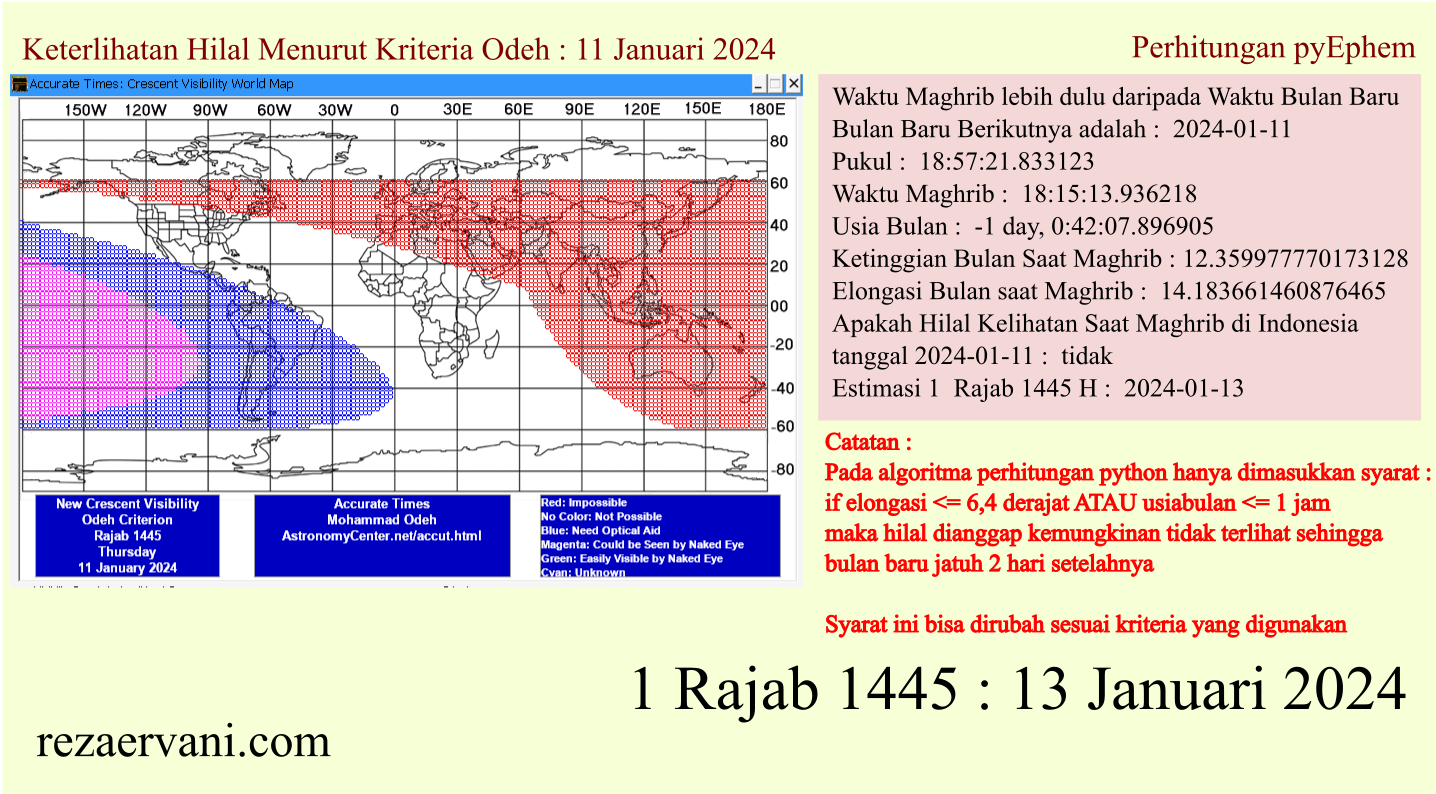 Keterlihatan Hilal Menurut Kriteria Odeh : 11 Januari 2024
Accurate Times: Crescent Visibility World Map
150W 120W 90W 60W 30W 0 30E 60E 90E 120E 150E 180E
80
60
40
20
00
-20
-40
-60
-80
New Crescent Visibility
Odeh Criterion
Rajab 1445
Thursday
11 January 2024
Accurate Times
Mohammad Odeh
AstronomyCenter.net/accut.html
Red: Impossible
No Color: Not Possible
Blue: Need Optical Aid
Magenta: Could be Seen by Naked Eye
Green: Easily Visible by Naked Eye
Cyan: Unknown
Perhitungan pyEphem
Waktu Maghrib lebih dulu daripada Waktu Bulan Baru
Bulan Baru Berikutnya adalah : 2024-01-11
Pukul : 18:57:21.833123
Waktu Maghrib : 18:15:13.936218
Usia Bulan : -1 day, 0:42:07.896905
Ketinggian Bulan Saat Maghrib : 12.359977770173128
Elongasi Bulan saat Maghrib : 14.183661460876465
Apakah Hilal Kelihatan Saat Maghrib di Indonesia
tanggal 2024-01-11 : tidak
Estimasi 1 Rajab 1445 H : 2024-01-13
Catatan :
Pada algoritma perhitungan python hanya dimasukkan syarat :
if elongasi <= 6,4 derajat ATAU usiabulan <= 1 jam
maka hilal dianggap kemungkinan tidak terlihat sehingga
bulan baru jatuh 2 hari setelahnya
Syarat ini bisa dirubah sesuai kriteria yang digunakan
1 Rajab 1445 : 13 Januari 2024
rezaervani.com